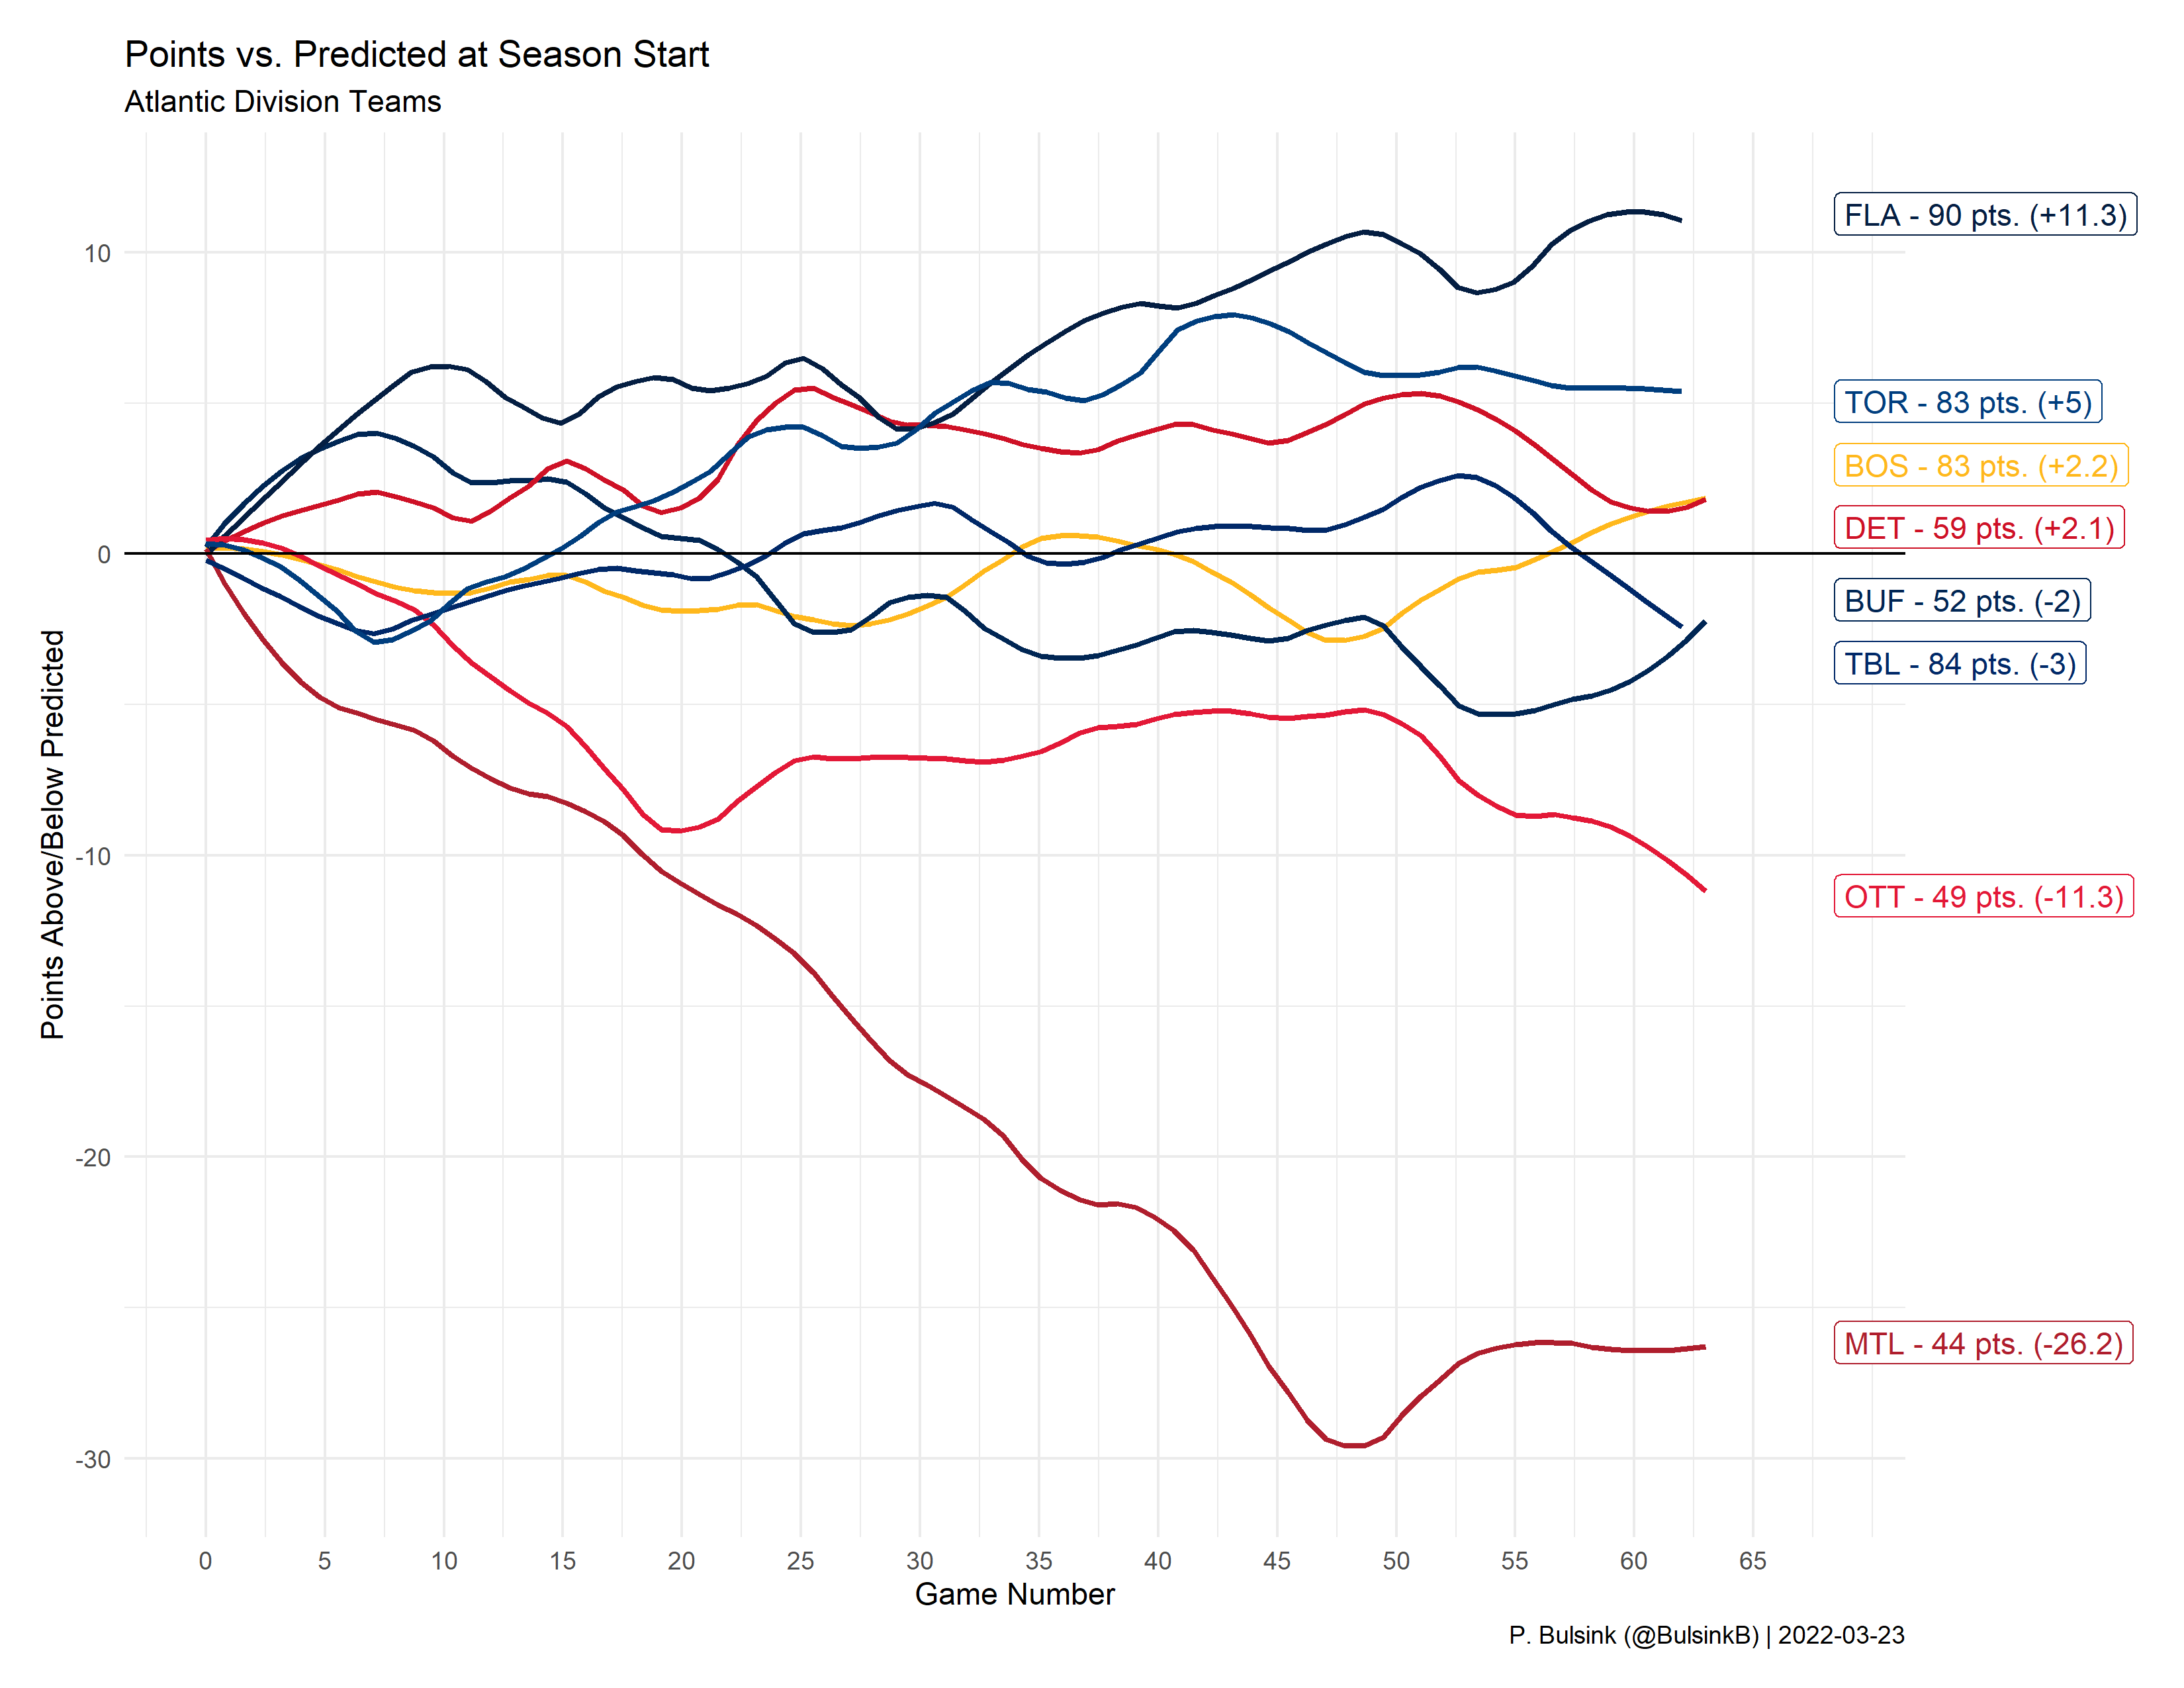 Points vs. Predicted at Season Start
Atlantic Division Teams
Points Above/Below Predicted
10
0
-10
-20
-30
FLA - 90 pts. (+11.3)
TOR - 83 pts. (+5)
BOS - 83 pts. (+2.2)
DET - 59 pts. (+2.1)
BUF - 52 pts. (-2)
TBL - 84 pts. (-3)
OTT - 49 pts. (-11.3)
MTL - 44 pts. (-26.2)
0 5 10 15 20 25 30 35 40 45 50 55 60 65
Game Number
P. Bulsink (@BulsinkB) | 2022-03-23